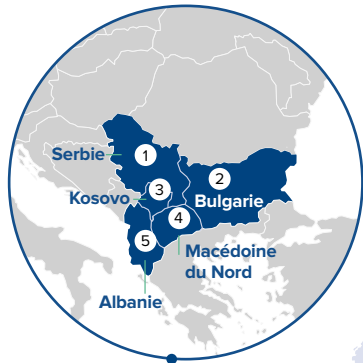 Serbie
1
2
3
Kosovo
Bulgarie
4
5
Macédoine
du Nord
Albanie